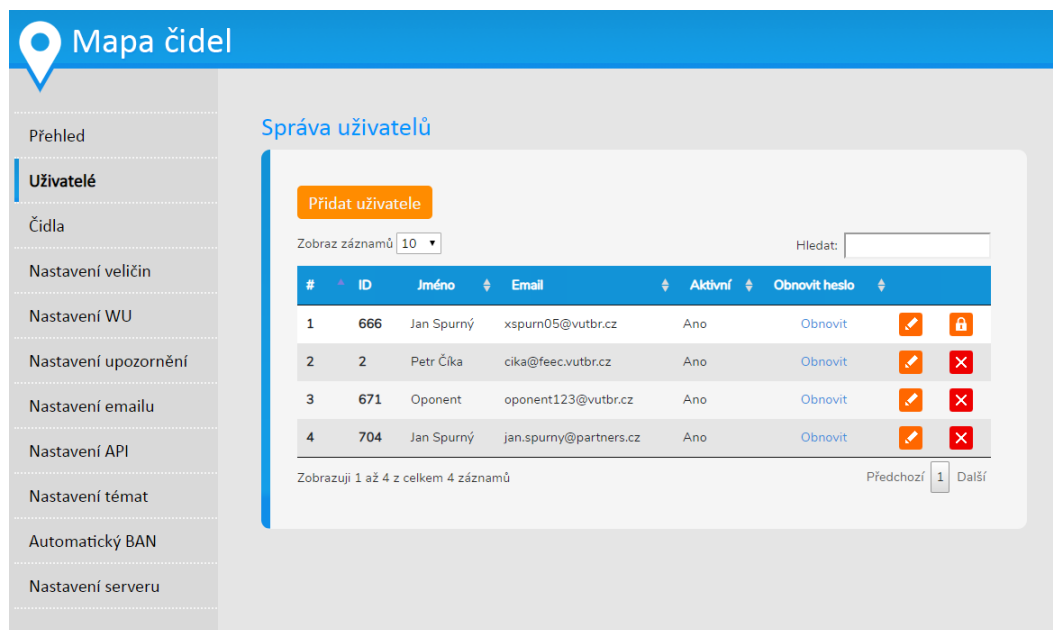 Mapa čidel
Přehled
Uživatelé
Čidla
Nastavení veličin
Nastavení WU
Nastavení upozornění
Nastavení emailu
Nastavení API
Nastavení témat
Automatický BAN
Nastavení serveru
Správa uživatelů
Přidat uživatele
Zobraz záznamů 10 Hledat:
# ID Jméno Email Aktivní Obnovit heslo
1 666 Jan Spurný xspurn05@vutbr.cz Ano Obnovit
2 2 Petr Číka cika@feec.vutbr.cz Ano Obnovit
3 671 Oponent oponent123@vutbr.cz Ano Obnovit
4 704 Jan Spurný jan.spurny@partners.cz Ano Obnovit
Zobrazuji 1 až 4 z celkem 4 záznamů Předchozí 1 Další